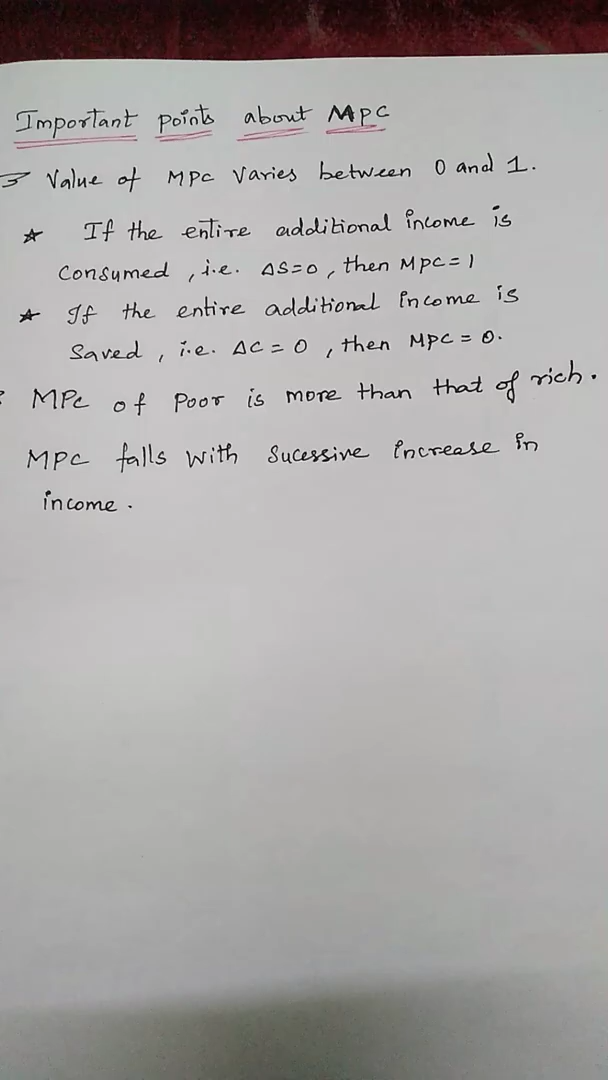 Important points about MPC
Value of MPC Varies between 0 and 1.
★ If the entire additional income is
Consumed, i.e. ΔS=0, then MPC=1
★ If the entire additional income is
Saved, i.e. ΔC = 0, then MPC = 0.
MPC of Poor is more than that of rich.
MPC falls with Sucessive increase in
income.